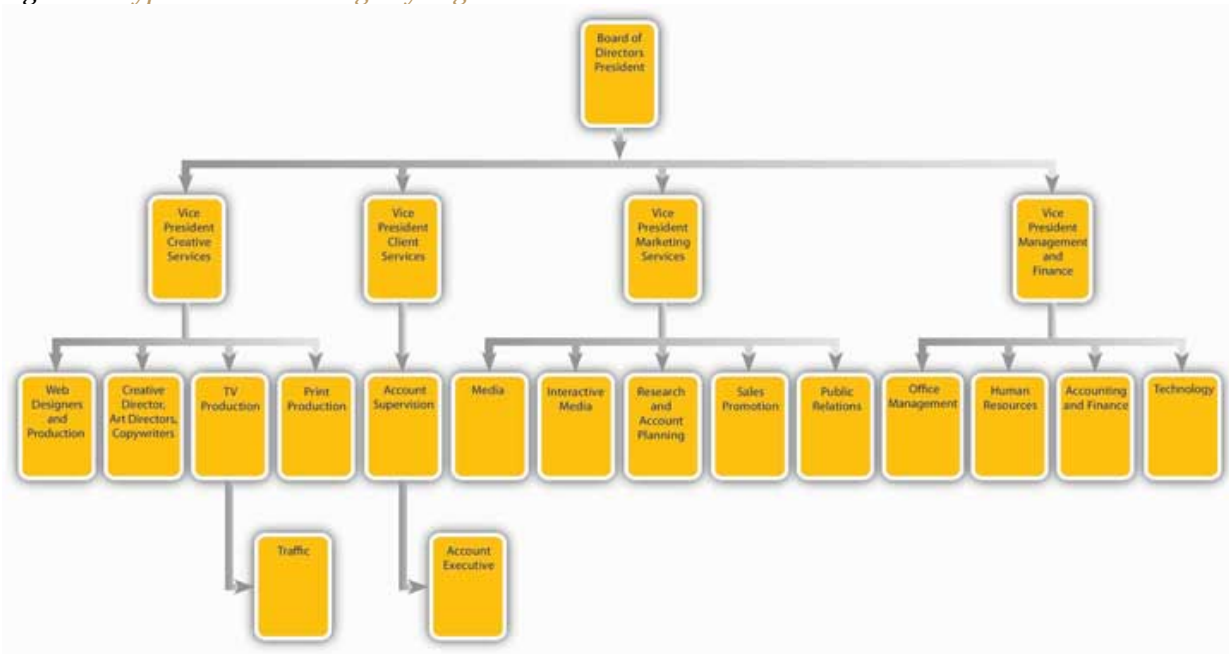 Board of
Directors
President
Vice
President
Creative
Services
Vice
President
Client
Services
Vice
President
Marketing
Services
Vice
President
Management
and
Finance
Web
Designers
and
Production
Creative
Director,
Art Directors,
Copywriters
TV
Production
Print
Production
Account
Supervision
Media
Interactive
Media
Research
and
Account
Planning
Sales
Promotion
Public
Relations
Office
Management
Human
Resources
Accounting
and Finance
Technology
Traffic
Account
Executive